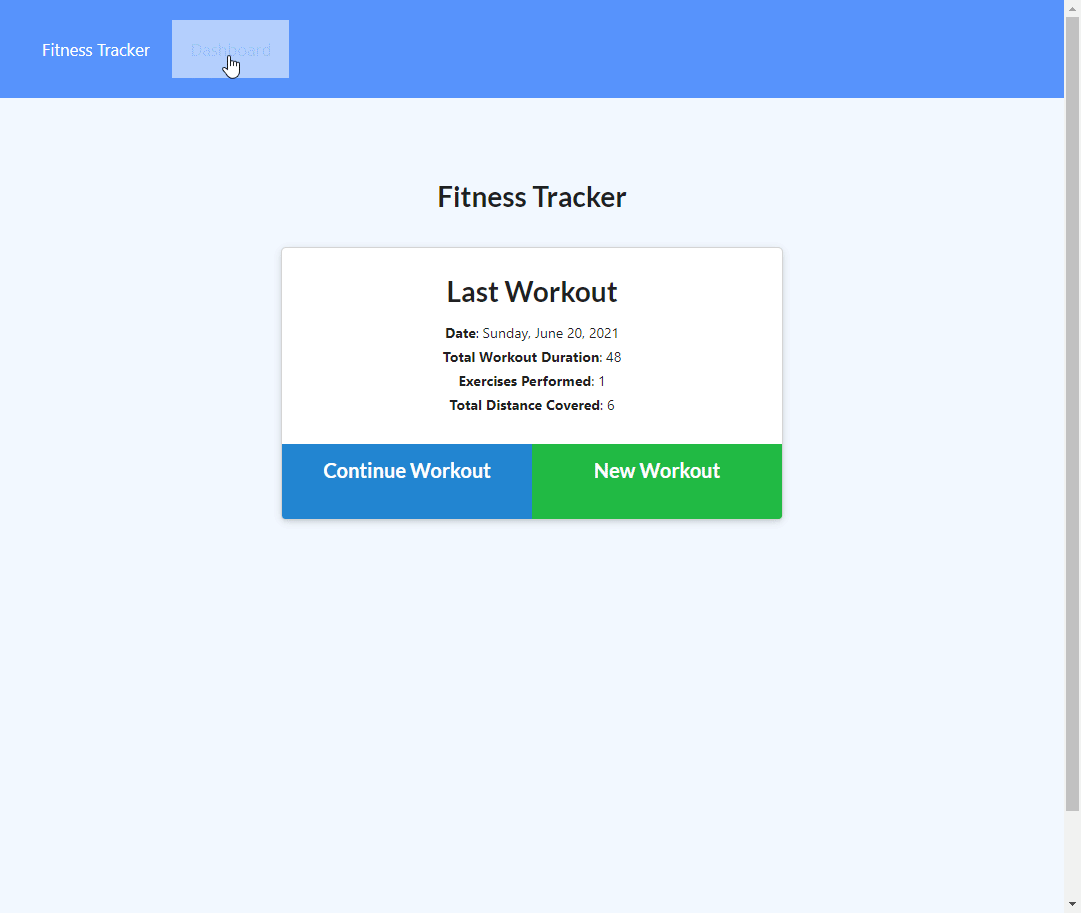 Fitness Tracker Dashboard
Fitness Tracker
Last Workout
Date: Sunday, June 20, 2021
Total Workout Duration: 48
Exercises Performed: 1
Total Distance Covered: 6
Continue Workout New Workout